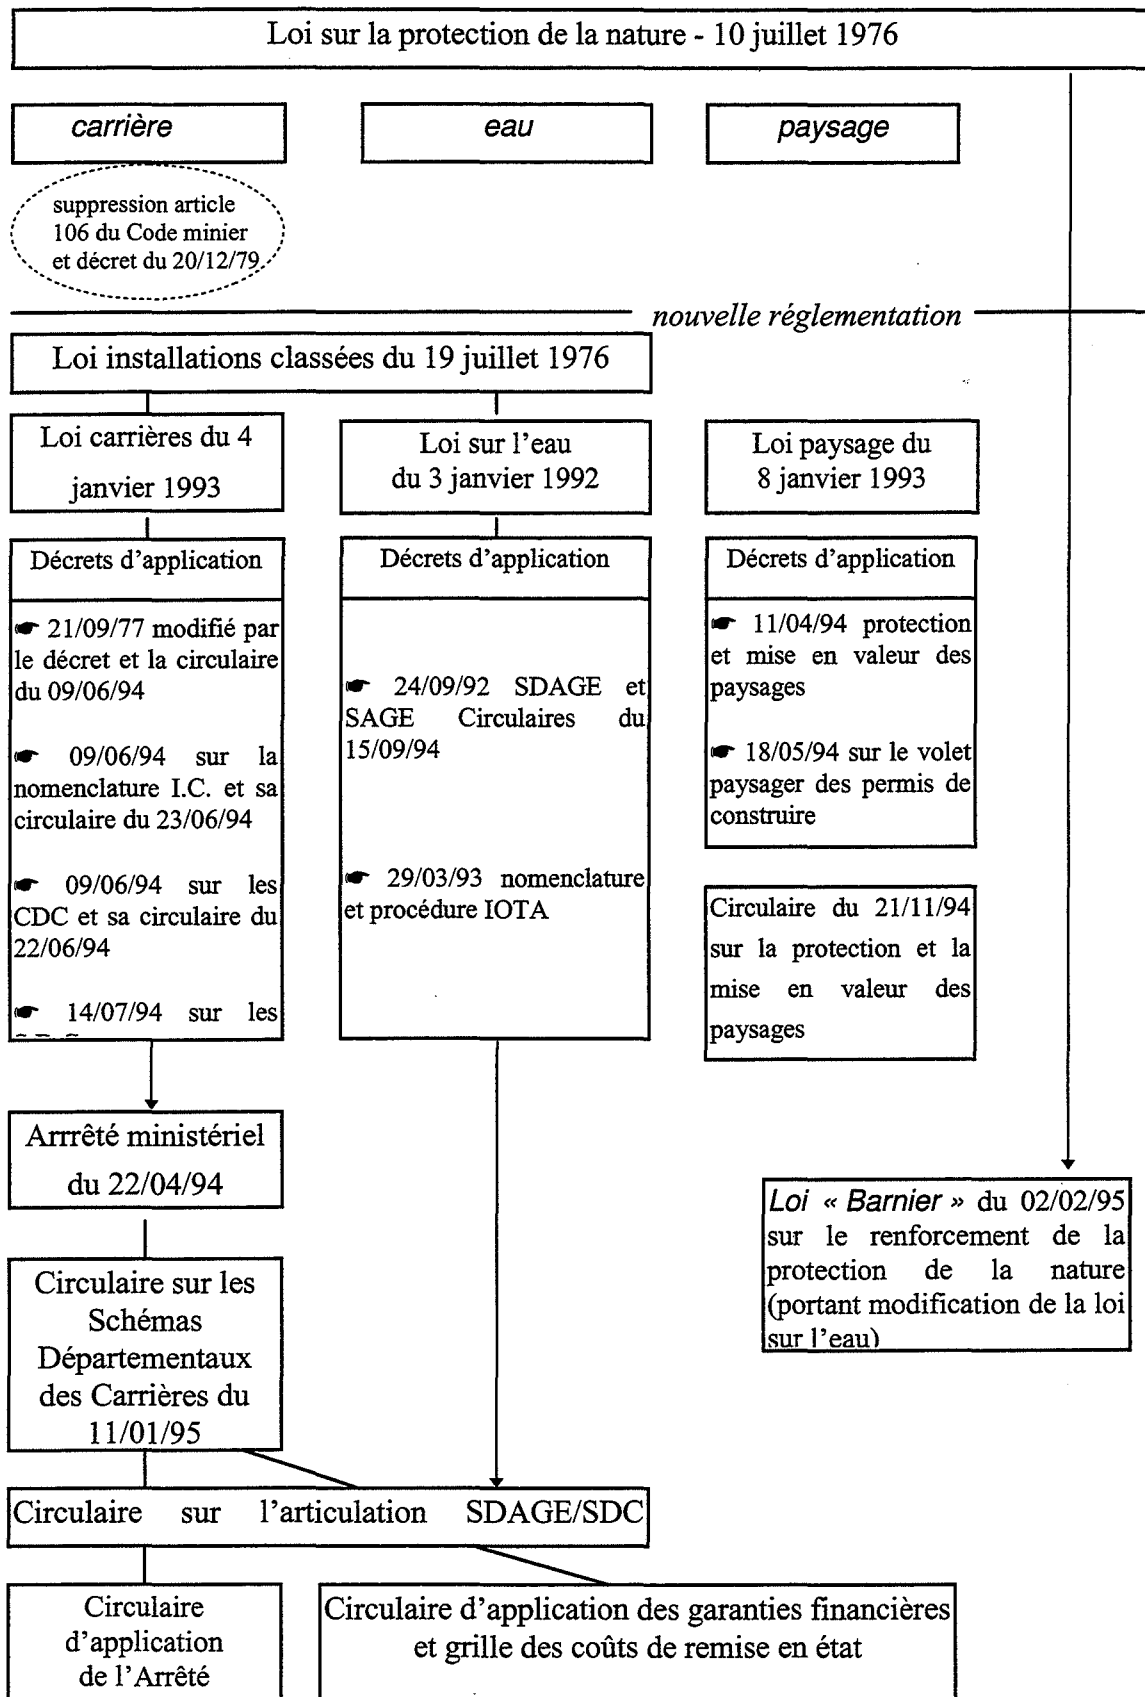 Loi sur la protection de la nature - 10 juillet 1976
carrière
eau
paysage
suppression article
106 du Code minier
et décret du 20/12/79
nouvelle réglementation
Loi installations classées du 19 juillet 1976
Loi carrières du 4
janvier 1993
Loi sur l'eau
du 3 janvier 1992
Loi paysage du
8 janvier 1993
Décrets d'application
☛ 21/09/77 modifié par
le décret et la circulaire
du 09/06/94
☛ 09/06/94 sur la
nomenclature I.C. et sa
circulaire du 23/06/94
☛ 09/06/94 sur les
CDC et sa circulaire du
22/06/94
☛ 14/07/94 sur les
Décrets d'application
☛ 24/09/92 SDAGE et
SAGE Circulaires du
15/09/94
☛ 29/03/93 nomenclature
et procédure IOTA
Décrets d'application
☛ 11/04/94 protection
et mise en valeur des
paysages
☛ 18/05/94 sur le volet
paysager des permis de
construire
Circulaire du 21/11/94
sur la protection et la
mise en valeur des
paysages
Arrrêté ministériel
du 22/04/94
Loi « Barnier » du 02/02/95
sur le renforcement de la
protection de la nature
(portant modification de la loi
sur l'eau)
Circulaire sur les
Schémas
Départementaux
des Carrières du
11/01/95
Circulaire sur l'articulation SDAGE/SDC
Circulaire
d'application
de l'Arrêté
Circulaire d'application des garanties financières
et grille des coûts de remise en état